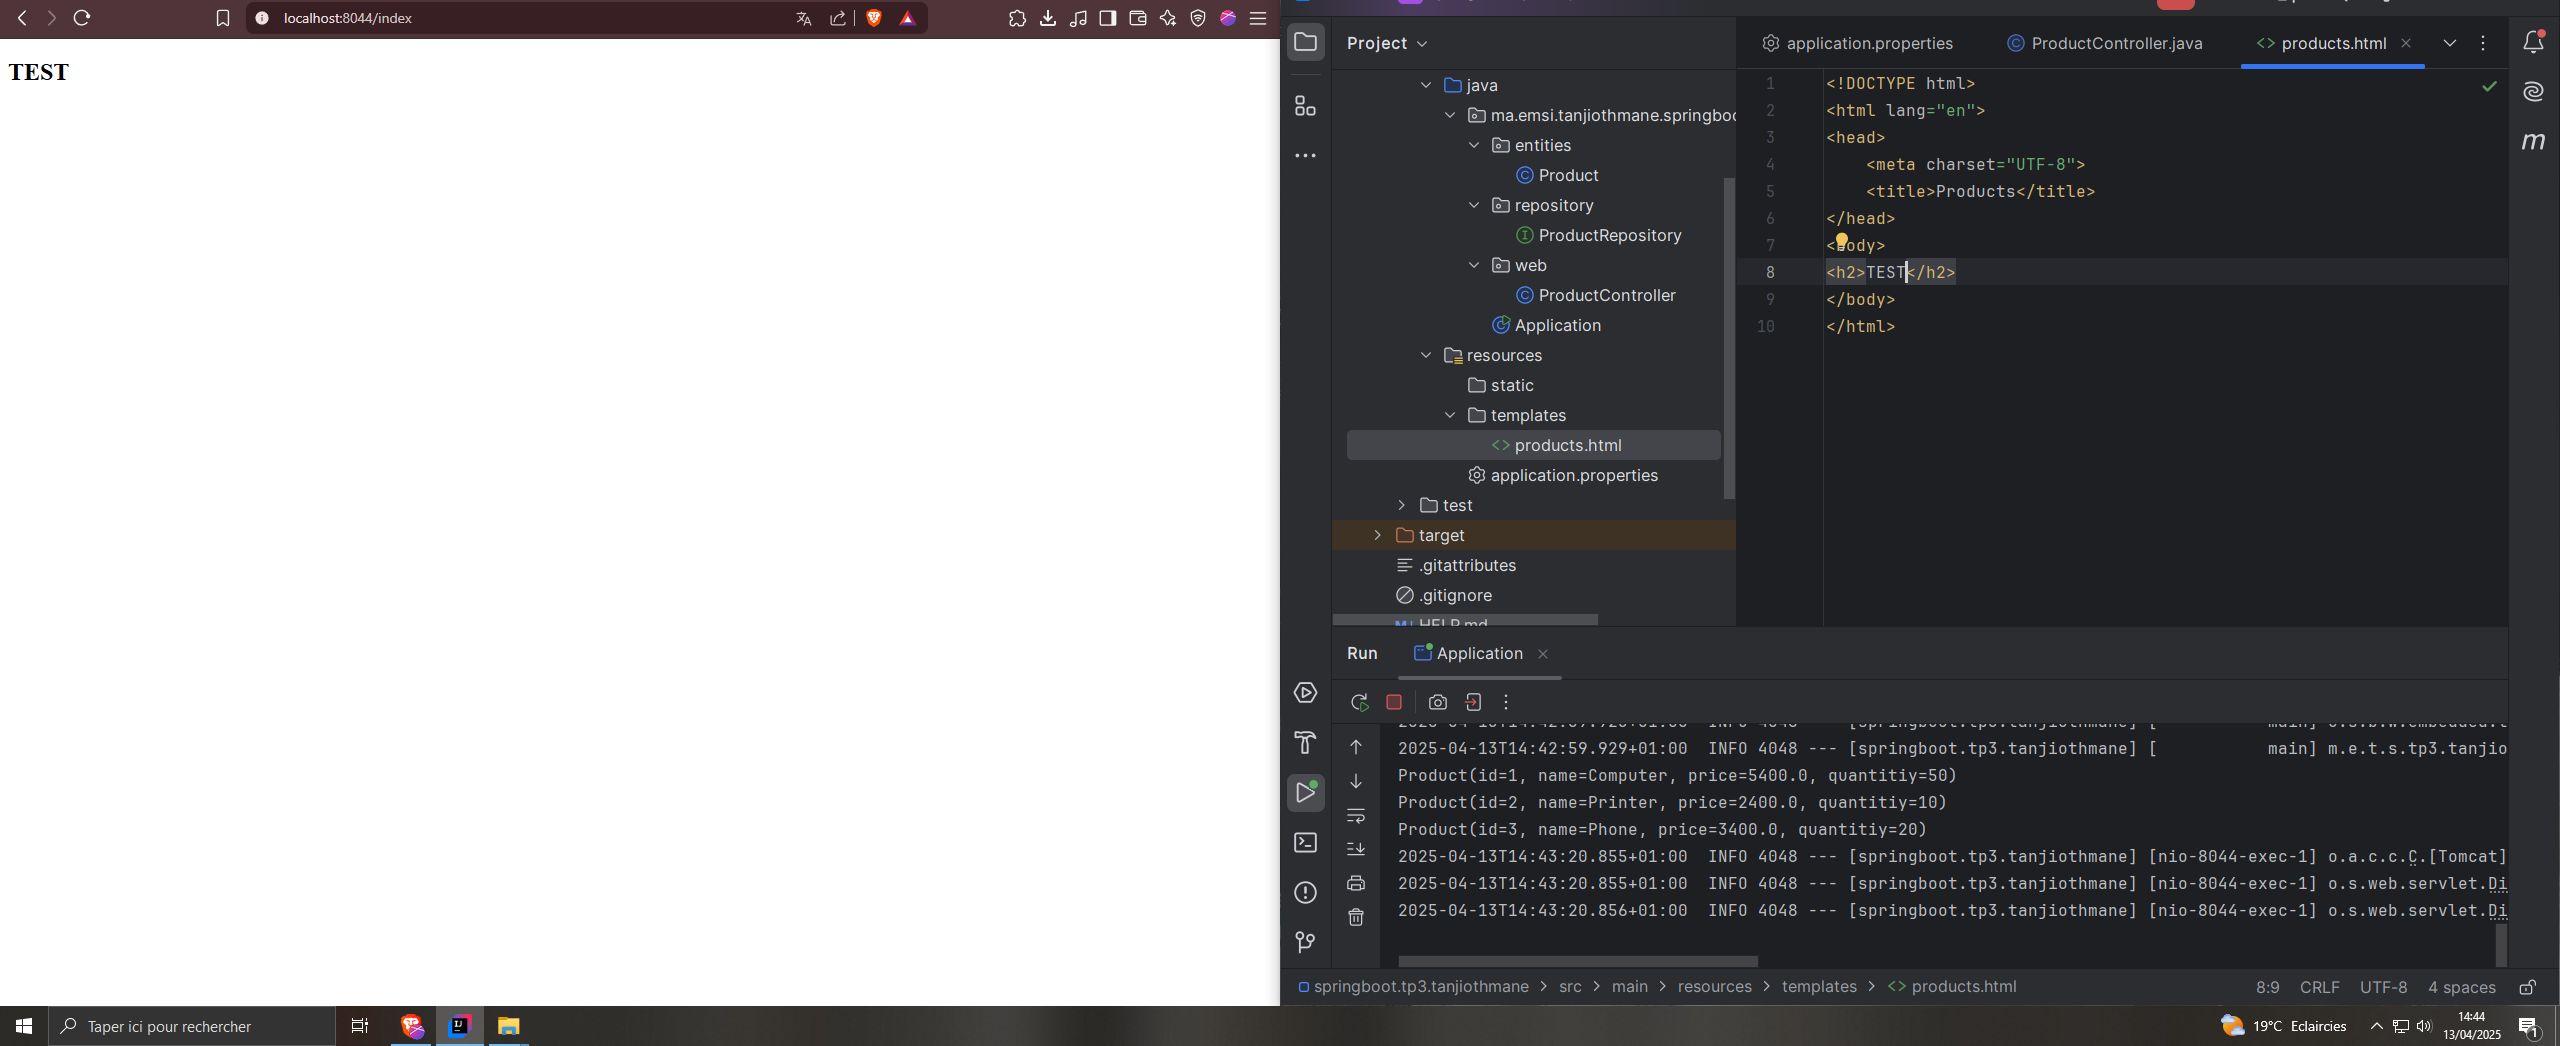 localhost:8044/index
TEST
Project
application.properties
ProductController.java
products.html
java
ma.emsi.tanjiothmane.springboo
entities
Product
repository
ProductRepository
web
ProductController
Application
resources
static
templates
products.html
application.properties
test
target
.gitattributes
.gitignore
HELP.md
1 <!DOCTYPE html>
2 <html lang="en">
3 <head>
4 <meta charset="UTF-8">
5 <title>Products</title>
6 </head>
7 <body>
8 <h2>TEST</h2>
9 </body>
10 </html>
m
Run
Application
2025-04-13T14:42:59.929+01:00 INFO 4048 --- [springboot.tp3.tanjiothmane] [ main] m.e.t.s.tp3.tanjio
Product(id=1, name=Computer, price=5400.0, quantitiy=50)
Product(id=2, name=Printer, price=2400.0, quantitiy=10)
Product(id=3, name=Phone, price=3400.0, quantitiy=20)
2025-04-13T14:43:20.855+01:00 INFO 4048 --- [springboot.tp3.tanjiothmane] [nio-8044-exec-1] o.a.c.c.C.[Tomcat]
2025-04-13T14:43:20.855+01:00 INFO 4048 --- [springboot.tp3.tanjiothmane] [nio-8044-exec-1] o.s.web.servlet.Di
2025-04-13T14:43:20.856+01:00 INFO 4048 --- [springboot.tp3.tanjiothmane] [nio-8044-exec-1] o.s.web.servlet.Di
springboot.tp3.tanjiothmane > src > main > resources > templates > products.html
8:9 CRLF UTF-8 4 spaces
Taper ici pour rechercher
19°C Eclaircies
14:44
13/04/2025
1